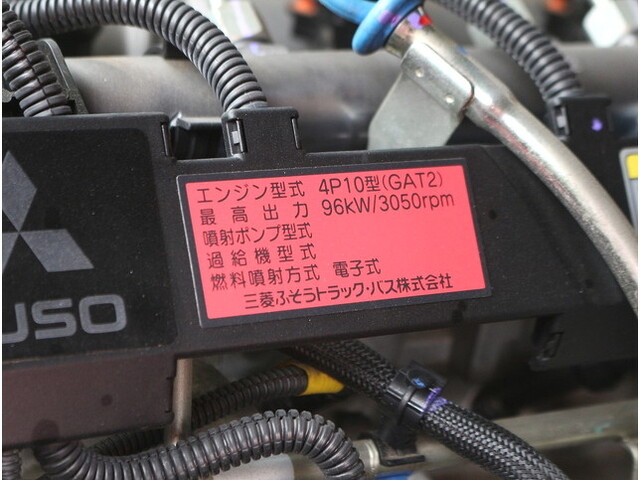 エンジン型式 4P10型(GAT2)
最高出力 96kW/3050rpm
噴射ポンプ型式
過給機型式
燃料噴射方式 電子式
三菱ふそうトラック・バス株式会社
USO